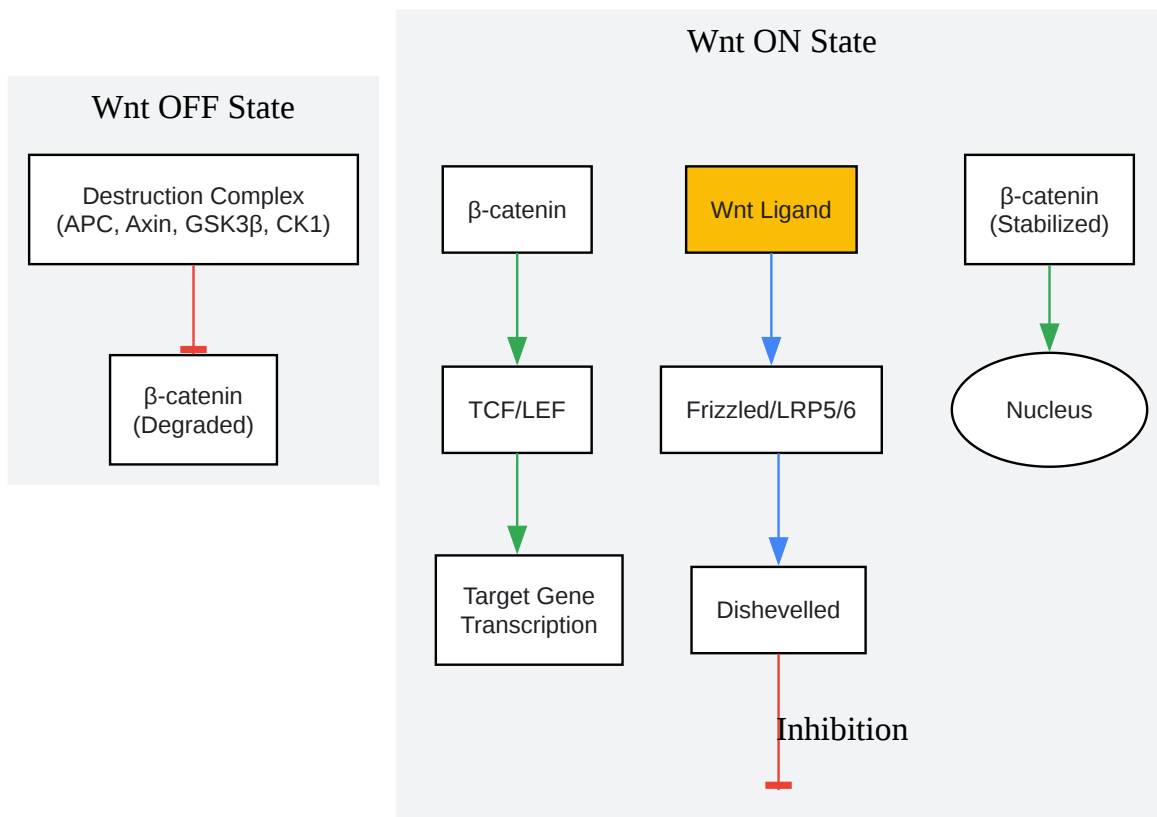 Wnt OFF State
Destruction Complex
(APC, Axin, GSK3β, CK1)
β-catenin
(Degraded)
Wnt ON State
β-catenin
TCF/LEF
Target Gene
Transcription
Wnt Ligand
Frizzled/LRP5/6
Dishevelled
Inhibition
β-catenin
(Stabilized)
Nucleus